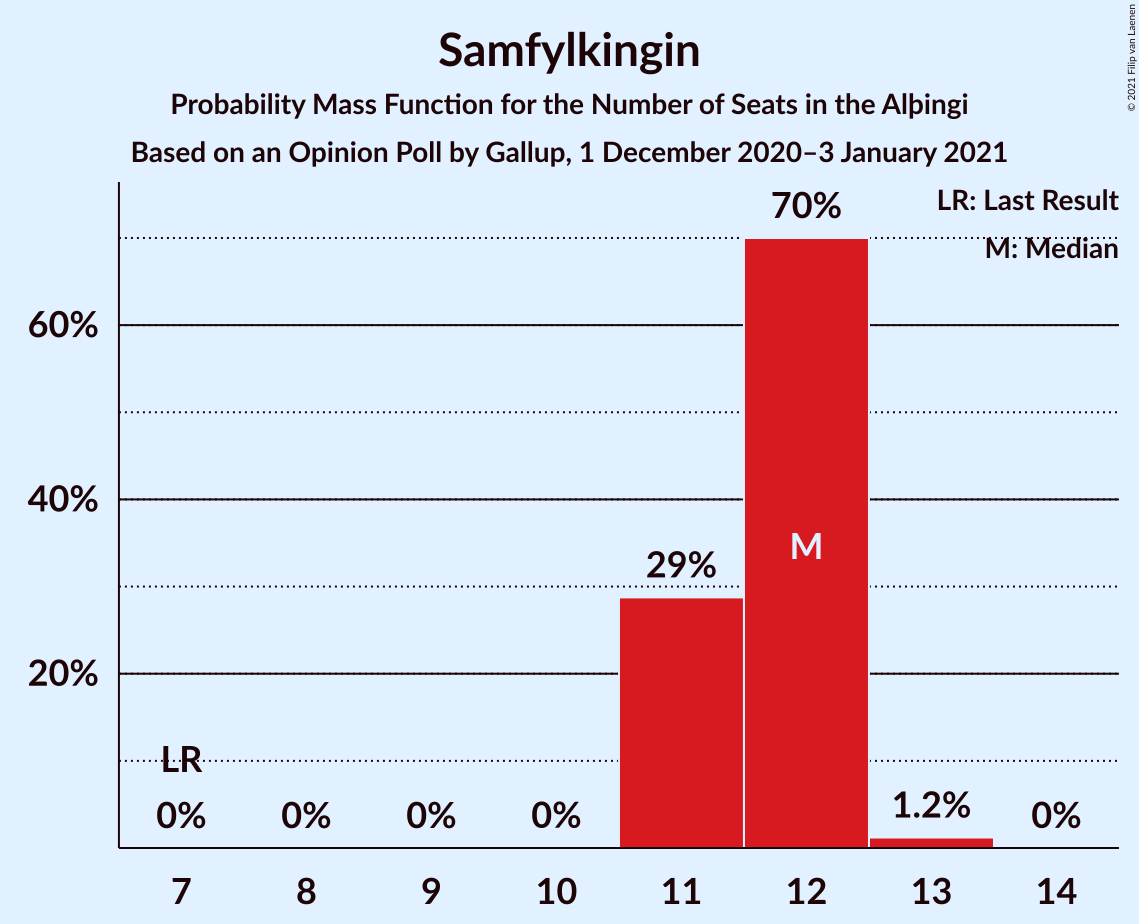 Samfylkingin
Probability Mass Function for the Number of Seats in the Alþingi
Based on an Opinion Poll by Gallup, 1 December 2020–3 January 2021
© 2021 Filip van Laenen
LR: Last Result
M: Median
70%
60%
40%
29%
M
20%
LR
0%
0%
0%
0%
1.2%
0%
7
8
9
10
11
12
13
14